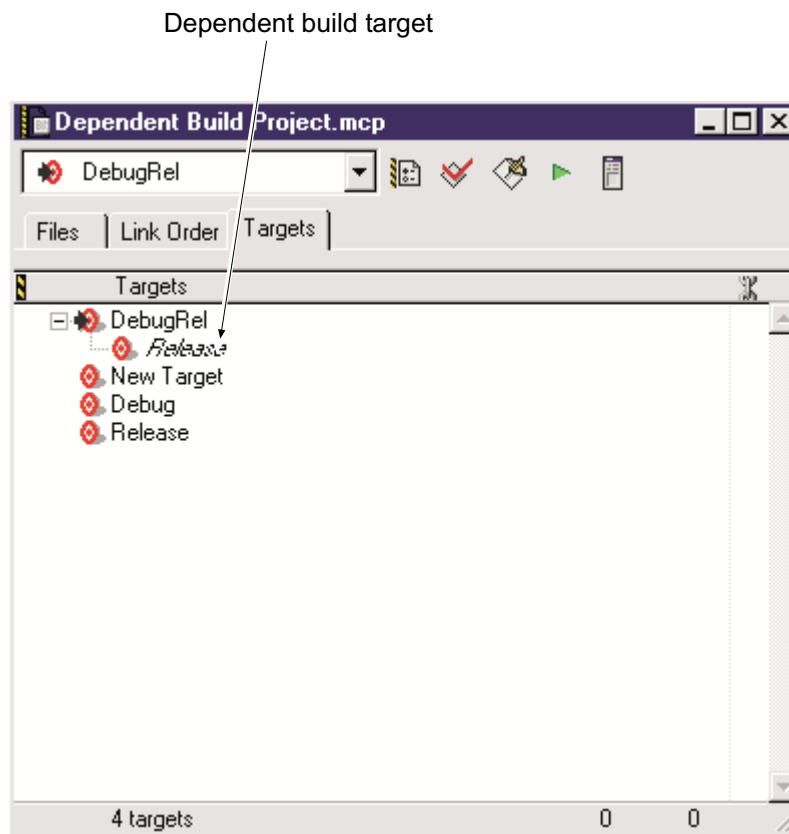 Dependent build target
Dependent Build Project.mcp
DebugRel
Files Link Order Targets
Targets
DebugRel
Release
New Target
Debug
Release
4 targets 0 0